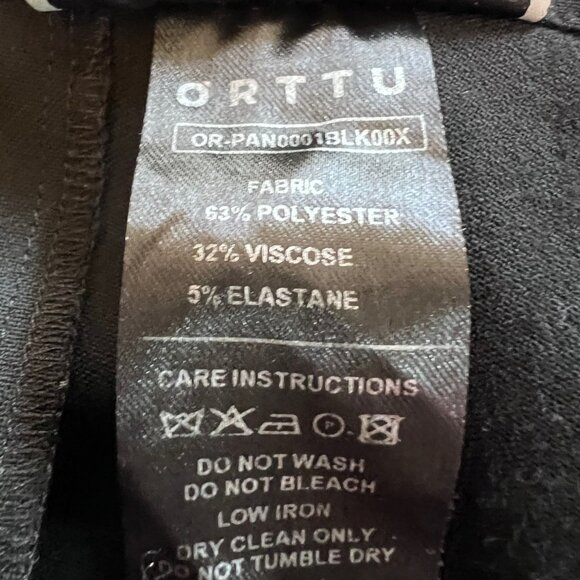 ORTTU
OR-PAN0001BLK00X
FABRIC
63% POLYESTER
32% VISCOSE
5% ELASTANE
CARE INSTRUCTIONS
P
DO NOT WASH
DO NOT BLEACH
LOW IRON
DRY CLEAN ONLY
DO NOT TUMBLE DRY